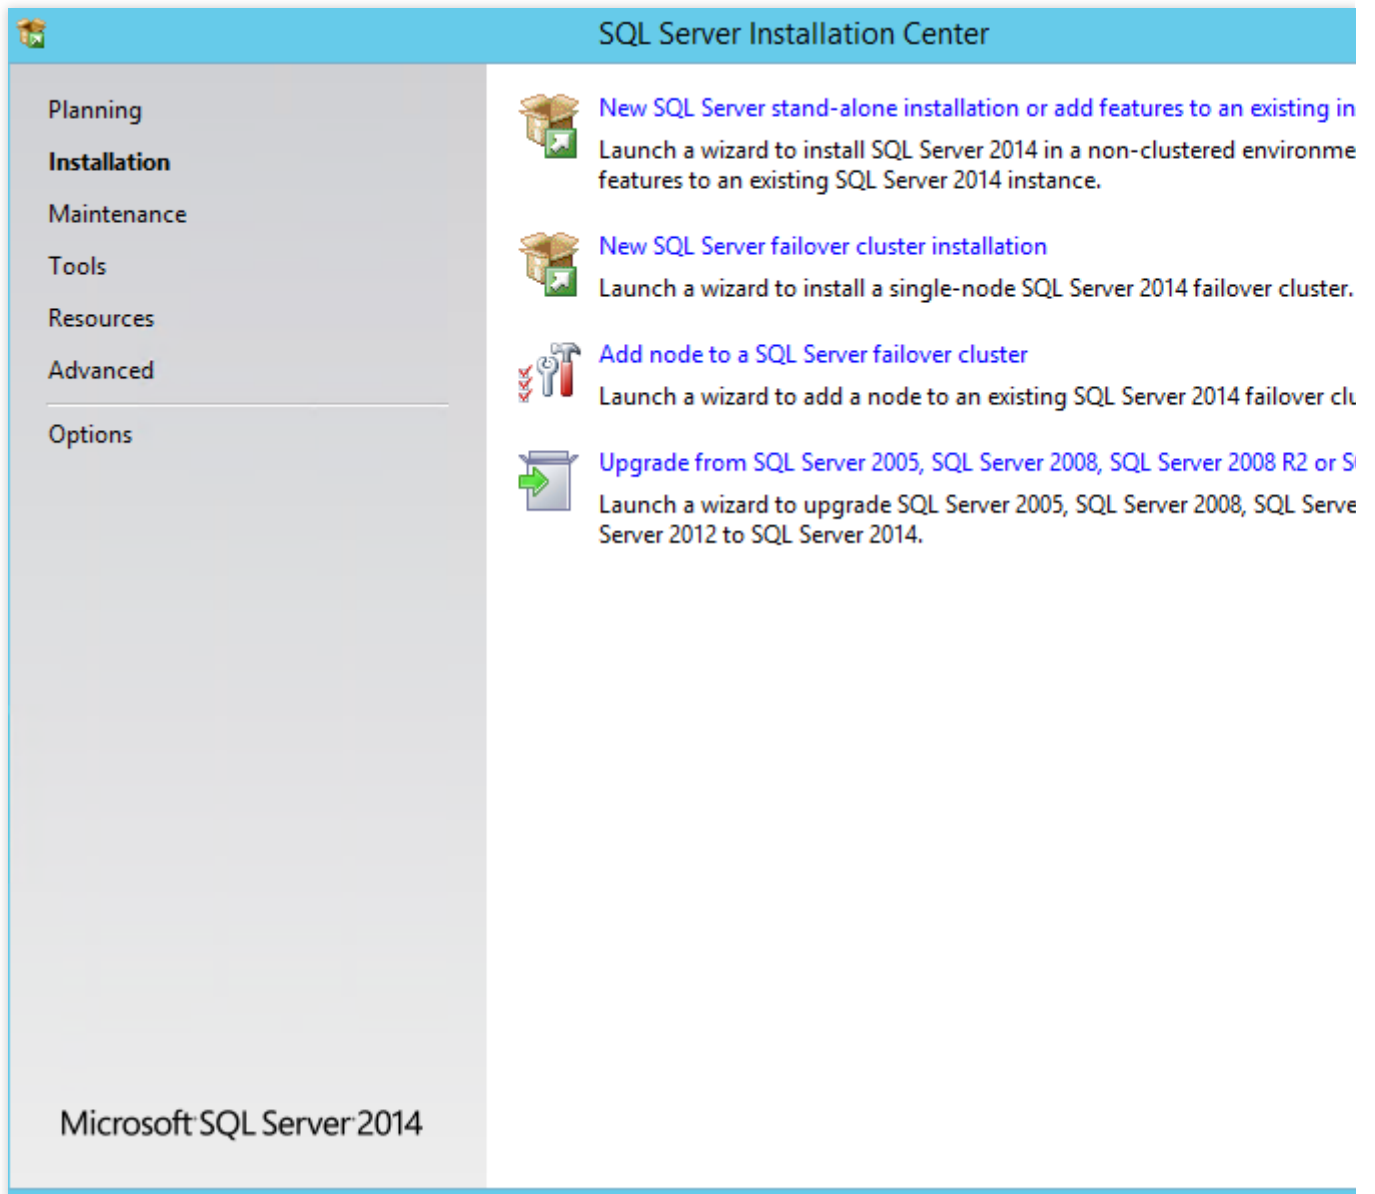 SQL Server Installation Center
Planning
Installation
Maintenance
Tools
Resources
Advanced
Options
New SQL Server stand-alone installation or add features to an existing in
Launch a wizard to install SQL Server 2014 in a non-clustered environme
features to an existing SQL Server 2014 instance.
New SQL Server failover cluster installation
Launch a wizard to install a single-node SQL Server 2014 failover cluster.
Add node to a SQL Server failover cluster
Launch a wizard to add a node to an existing SQL Server 2014 failover clu
Upgrade from SQL Server 2005, SQL Server 2008, SQL Server 2008 R2 or S
Launch a wizard to upgrade SQL Server 2005, SQL Server 2008, SQL Serve
Server 2012 to SQL Server 2014.
Microsoft SQL Server 2014